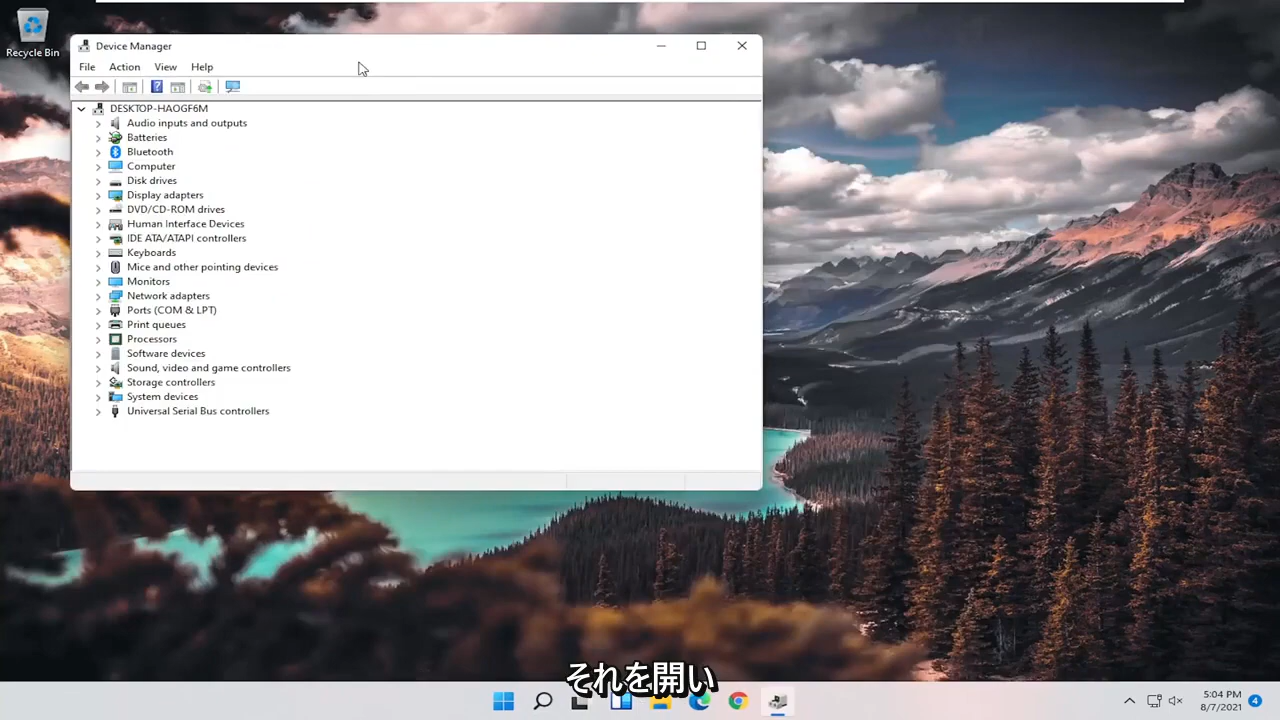 Recycle Bin
Device Manager
File Action View Help
DESKTOP-HAOGF6M
Audio inputs and outputs
Batteries
Bluetooth
Computer
Disk drives
Display adapters
DVD/CD-ROM drives
Human Interface Devices
IDE ATA/ATAPI controllers
Keyboards
Mice and other pointing devices
Monitors
Network adapters
Ports (COM & LPT)
Print queues
Processors
Software devices
Sound, video and game controllers
Storage controllers
System devices
Universal Serial Bus controllers
それを開い
5:04 PM
8/7/2021
4